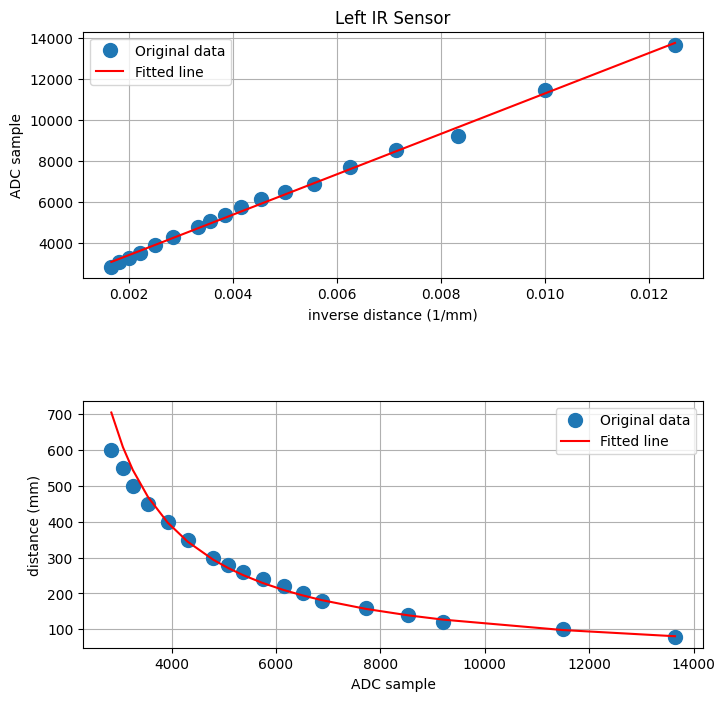 Left IR Sensor
Original data
Fitted line
14000
12000
10000
8000
6000
4000
ADC sample
0.002 0.004 0.006 0.008 0.010 0.012
inverse distance (1/mm)
Original data
Fitted line
700
600
500
400
300
200
100
distance (mm)
4000 6000 8000 10000 12000 14000
ADC sample